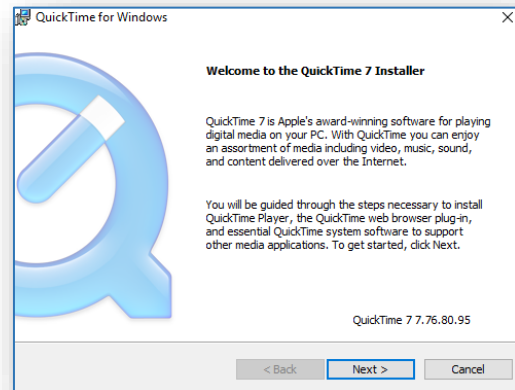 QuickTime for Windows
Welcome to the QuickTime 7 Installer
QuickTime 7 is Apple's award-winning software for playing
digital media on your PC. With QuickTime you can enjoy
an assortment of media including video, music, sound,
and content delivered over the Internet.
You will be guided through the steps necessary to install
QuickTime Player, the QuickTime web browser plug-in,
and essential QuickTime system software to support
other media applications. To get started, click Next.
QuickTime 7 7.76.80.95
< Back Next > Cancel